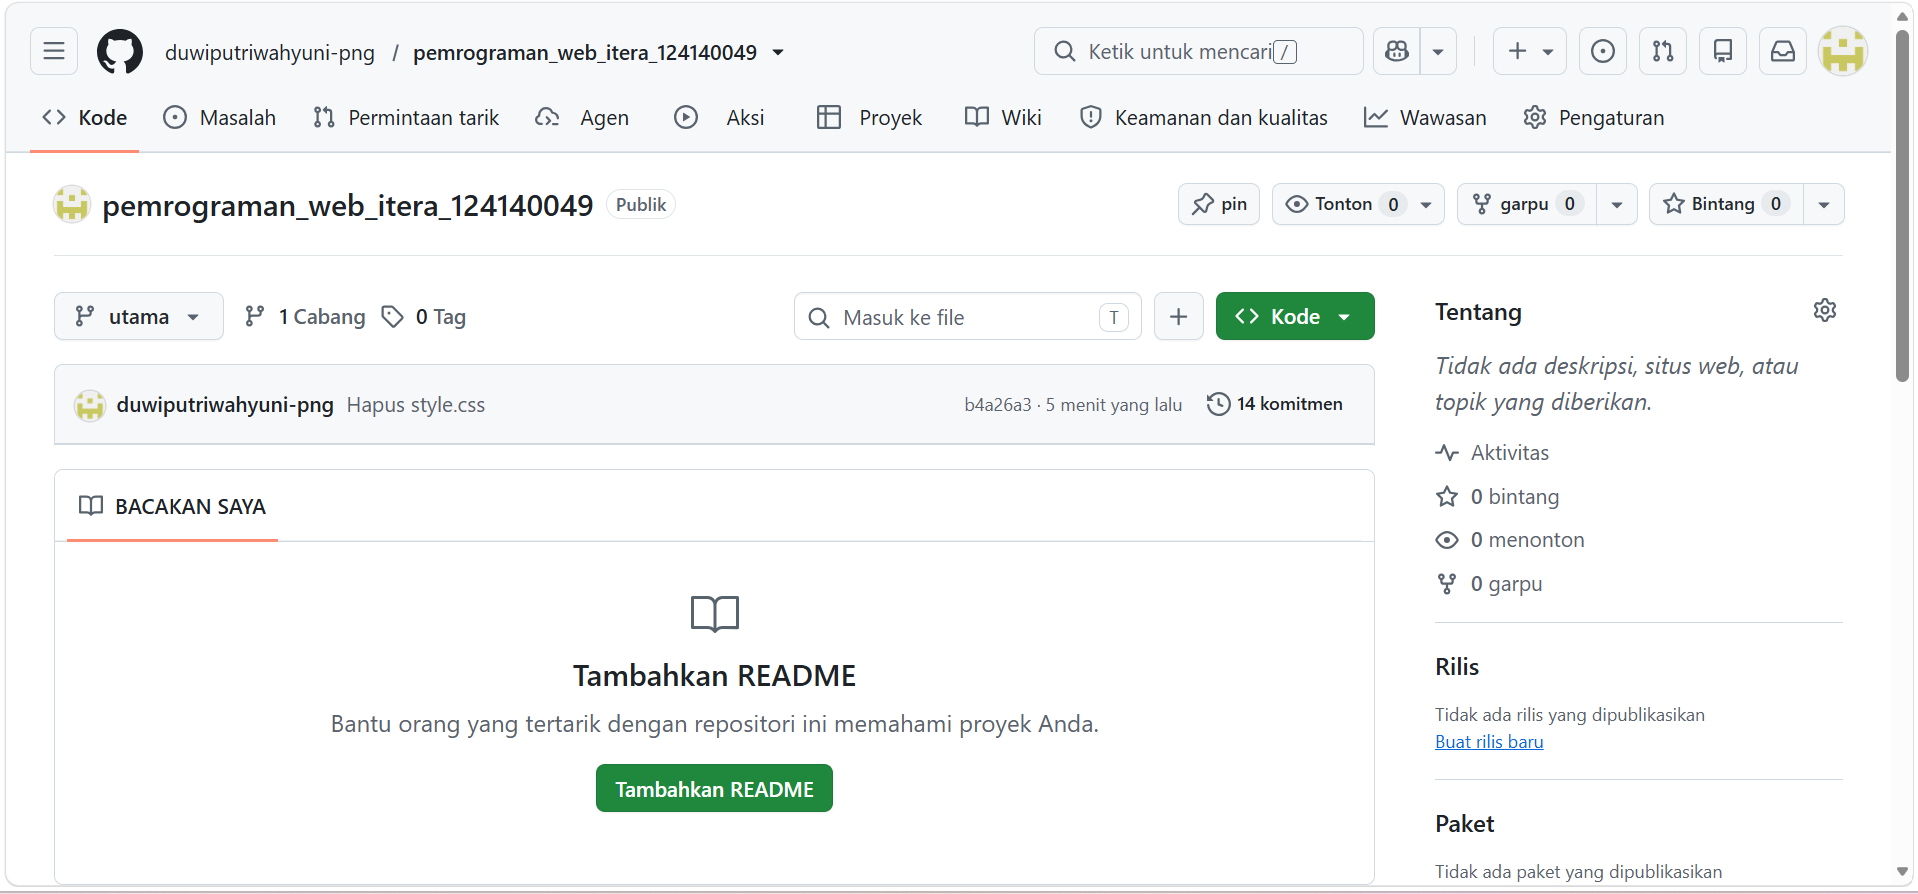 duwiputriwahyuni-png / pemrograman_web_itera_124140049
Ketik untuk mencari /
Kode Masalah Permintaan tarik Agen Aksi Proyek Wiki Keamanan dan kualitas Wawasan Pengaturan
pemrograman_web_itera_124140049 Publik
pin Tonton 0 garpu 0 Bintang 0
utama 1 Cabang 0 Tag
Masuk ke file T
Kode
duwiputriwahyuni-png Hapus style.css
b4a26a3 · 5 menit yang lalu 14 komitmen
BACAKAN SAYA
Tambahkan README
Bantu orang yang tertarik dengan repositori ini memahami proyek Anda.
Tambahkan README
Tentang
Tidak ada deskripsi, situs web, atau
topik yang diberikan.
Aktivitas
0 bintang
0 menonton
0 garpu
Rilis
Tidak ada rilis yang dipublikasikan
Buat rilis baru
Paket
Tidak ada paket yang dipublikasikan